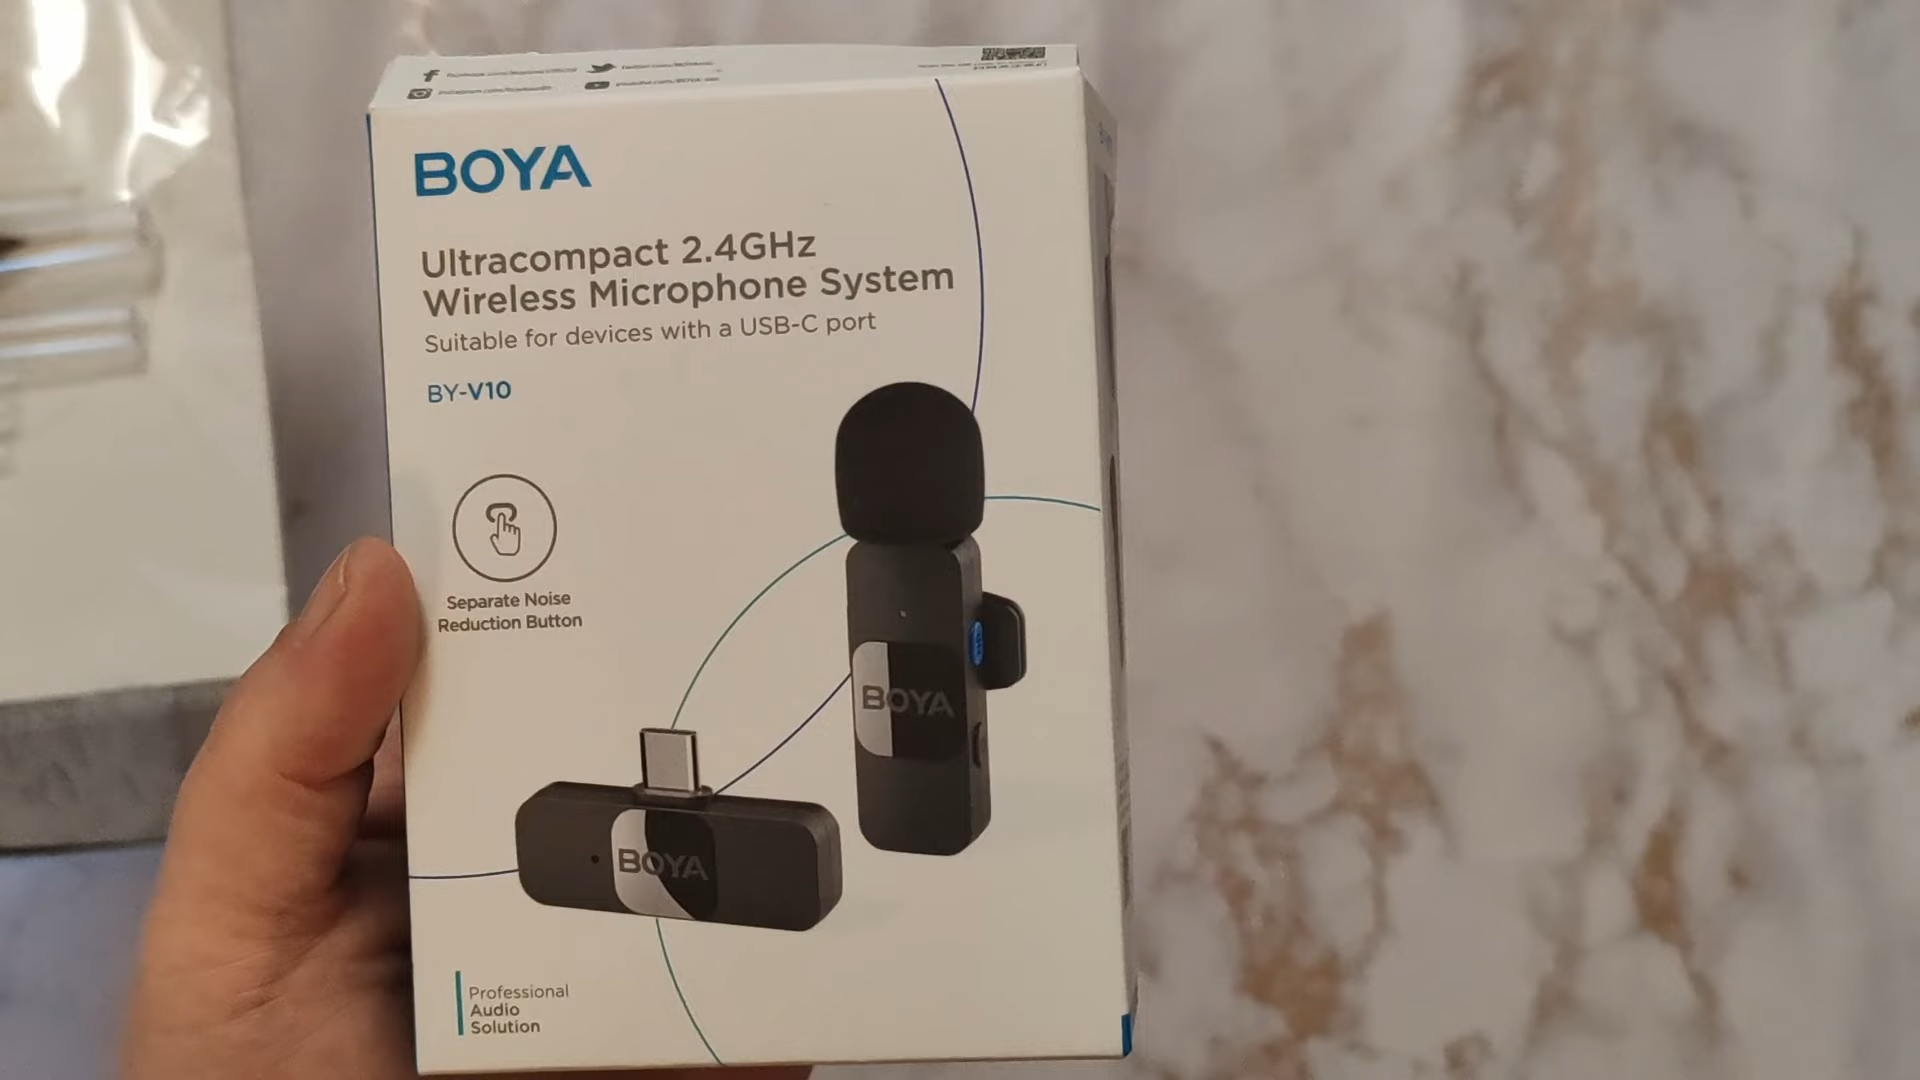 BOYA
Ultracompact 2.4GHz
Wireless Microphone System
Suitable for devices with a USB-C port
BY-V10
Separate Noise
Reduction Button
BOYA
BOYA
Professional
Audio
Solution